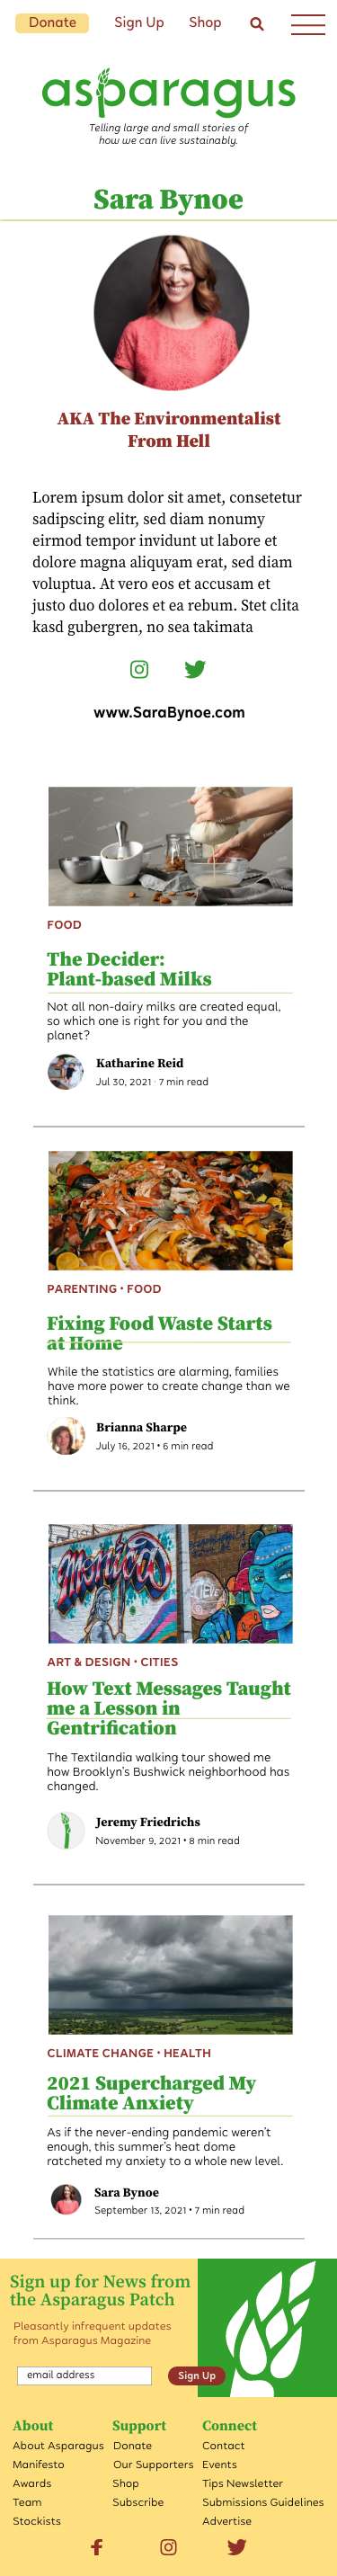 Donate Sign Up Shop
asparagus
Telling large and small stories of
how we can live sustainably.
Sara Bynoe
AKA The Environmentalist
From Hell
Lorem ipsum dolor sit amet, consetetur
sadipscing elitr, sed diam nonumy
eirmod tempor invidunt ut labore et
dolore magna aliquyam erat, sed diam
voluptua. At vero eos et accusam et
justo duo dolores et ea rebum. Stet clita
kasd gubergren, no sea takimata
www.SaraBynoe.com
FOOD
The Decider:
Plant-based Milks
Not all non-dairy milks are created equal,
so which one is right for you and the
planet?
Katharine Reid
Jul 30, 2021 · 7 min read
PARENTING • FOOD
Fixing Food Waste Starts
at Home
While the statistics are alarming, families
have more power to create change than we
think.
Brianna Sharpe
July 16, 2021 • 6 min read
ART & DESIGN • CITIES
How Text Messages Taught
me a Lesson in
Gentrification
The Textilandia walking tour showed me
how Brooklyn's Bushwick neighborhood has
changed.
Jeremy Friedrichs
November 9, 2021 • 8 min read
CLIMATE CHANGE • HEALTH
2021 Supercharged My
Climate Anxiety
As if the never-ending pandemic weren't
enough, this summer's heat dome
ratcheted my anxiety to a whole new level.
Sara Bynoe
September 13, 2021 • 7 min read
Sign up for News from
the Asparagus Patch
Pleasantly infrequent updates
from Asparagus Magazine
email address Sign Up
About Support Connect
About Asparagus Donate Contact
Manifesto Our Supporters Events
Awards Shop Tips Newsletter
Team Subscribe Submissions Guidelines
Stockists Advertise